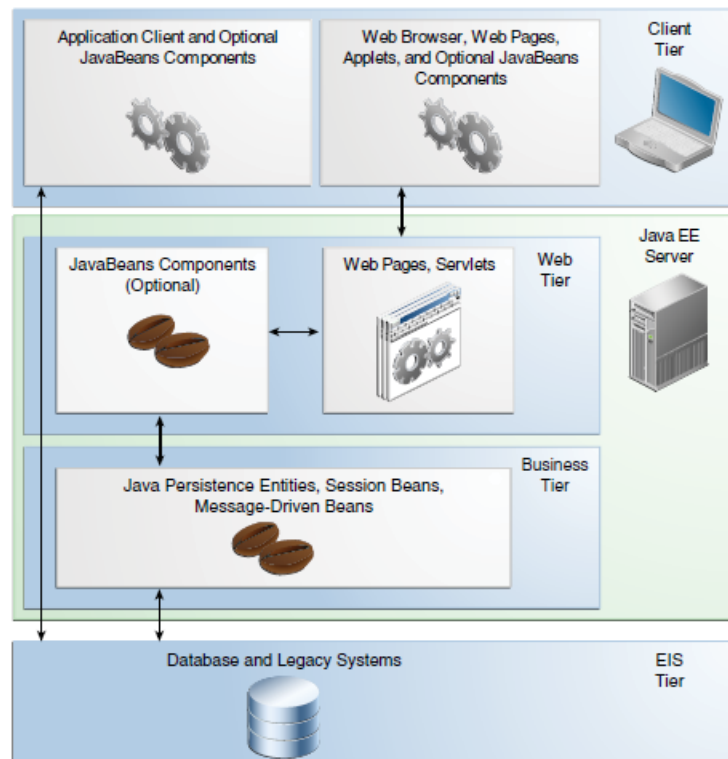 Application Client and Optional
JavaBeans Components
Web Browser, Web Pages,
Applets, and Optional JavaBeans
Components
Client
Tier
Java EE
Server
JavaBeans Components
(Optional)
Web Pages, Servlets
Web
Tier
Business
Tier
Java Persistence Entities, Session Beans,
Message-Driven Beans
Database and Legacy Systems
EIS
Tier